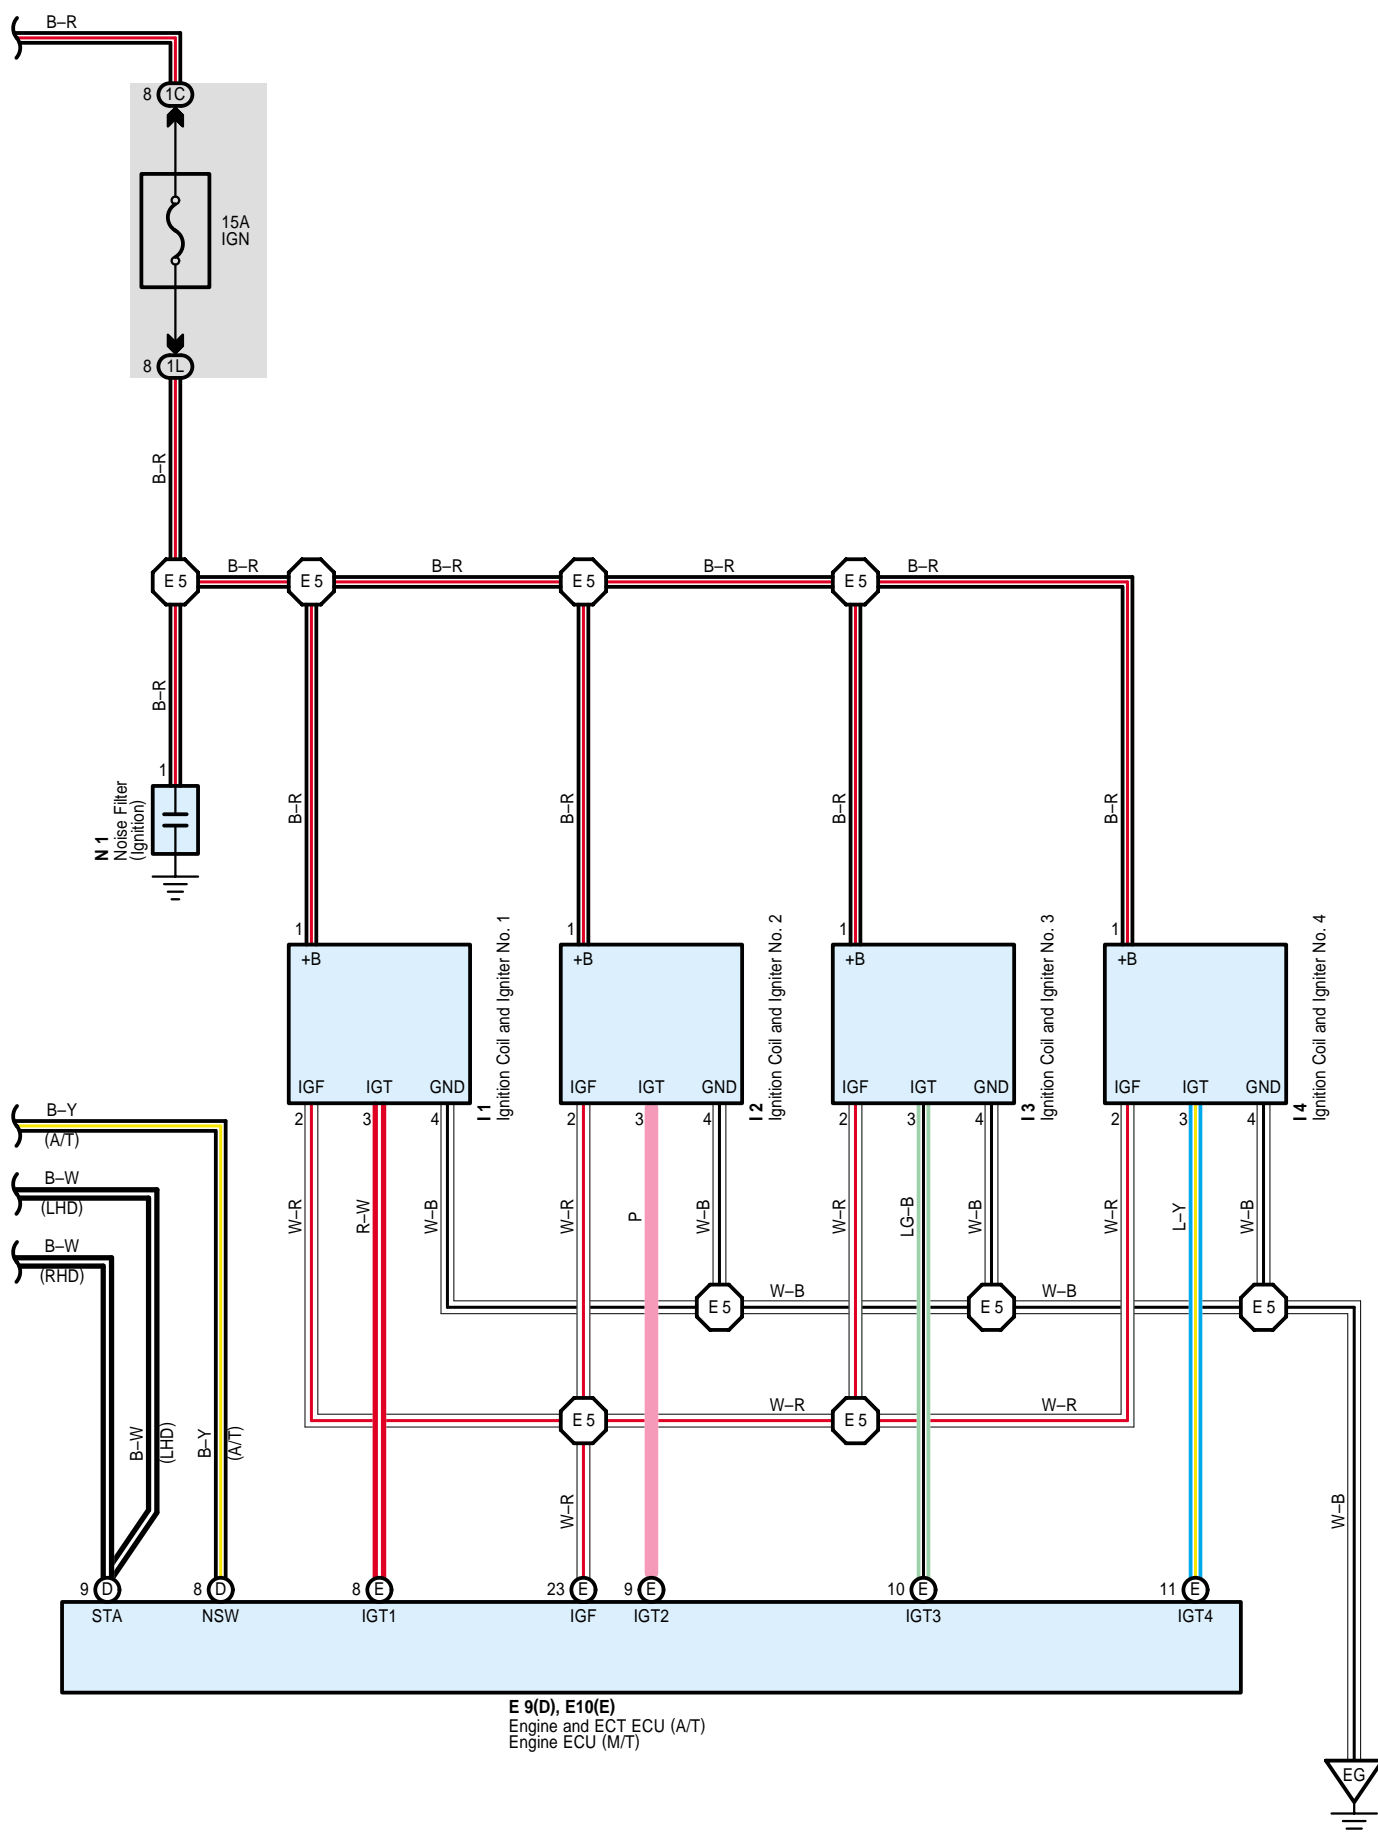 B–R
8 1C
15A
IGN
8 1L
B–R
E 5 B–R E 5 B–R E 5 B–R E 5 B–R
B–R
B–R
B–R
B–R
B–R
1
N 1
Noise Filter
(Ignition)
1
+B
IGF IGT GND
2 3 4
I 1
Ignition Coil and Igniter No. 1
1
+B
IGF IGT GND
2 3 4
I 2
Ignition Coil and Igniter No. 2
1
+B
IGF IGT GND
2 3 4
I 3
Ignition Coil and Igniter No. 3
1
+B
IGF IGT GND
2 3 4
I 4
Ignition Coil and Igniter No. 4
B–Y
(A/T)
B–W
(LHD)
B–W
(RHD)
W–R R–W W–B W–R P W–B W–R LG–B W–B W–R L–Y W–B
E 5 W–B E 5 W–B E 5
E 5 W–R E 5 W–R
B–W
(LHD)
B–Y
(A/T)
W–R
W–B
9 D 8 D 8 E 23 E 9 E 10 E 11 E
STA NSW IGT1 IGF IGT2 IGT3 IGT4
E 9(D), E10(E)
Engine and ECT ECU (A/T)
Engine ECU (M/T)
EG